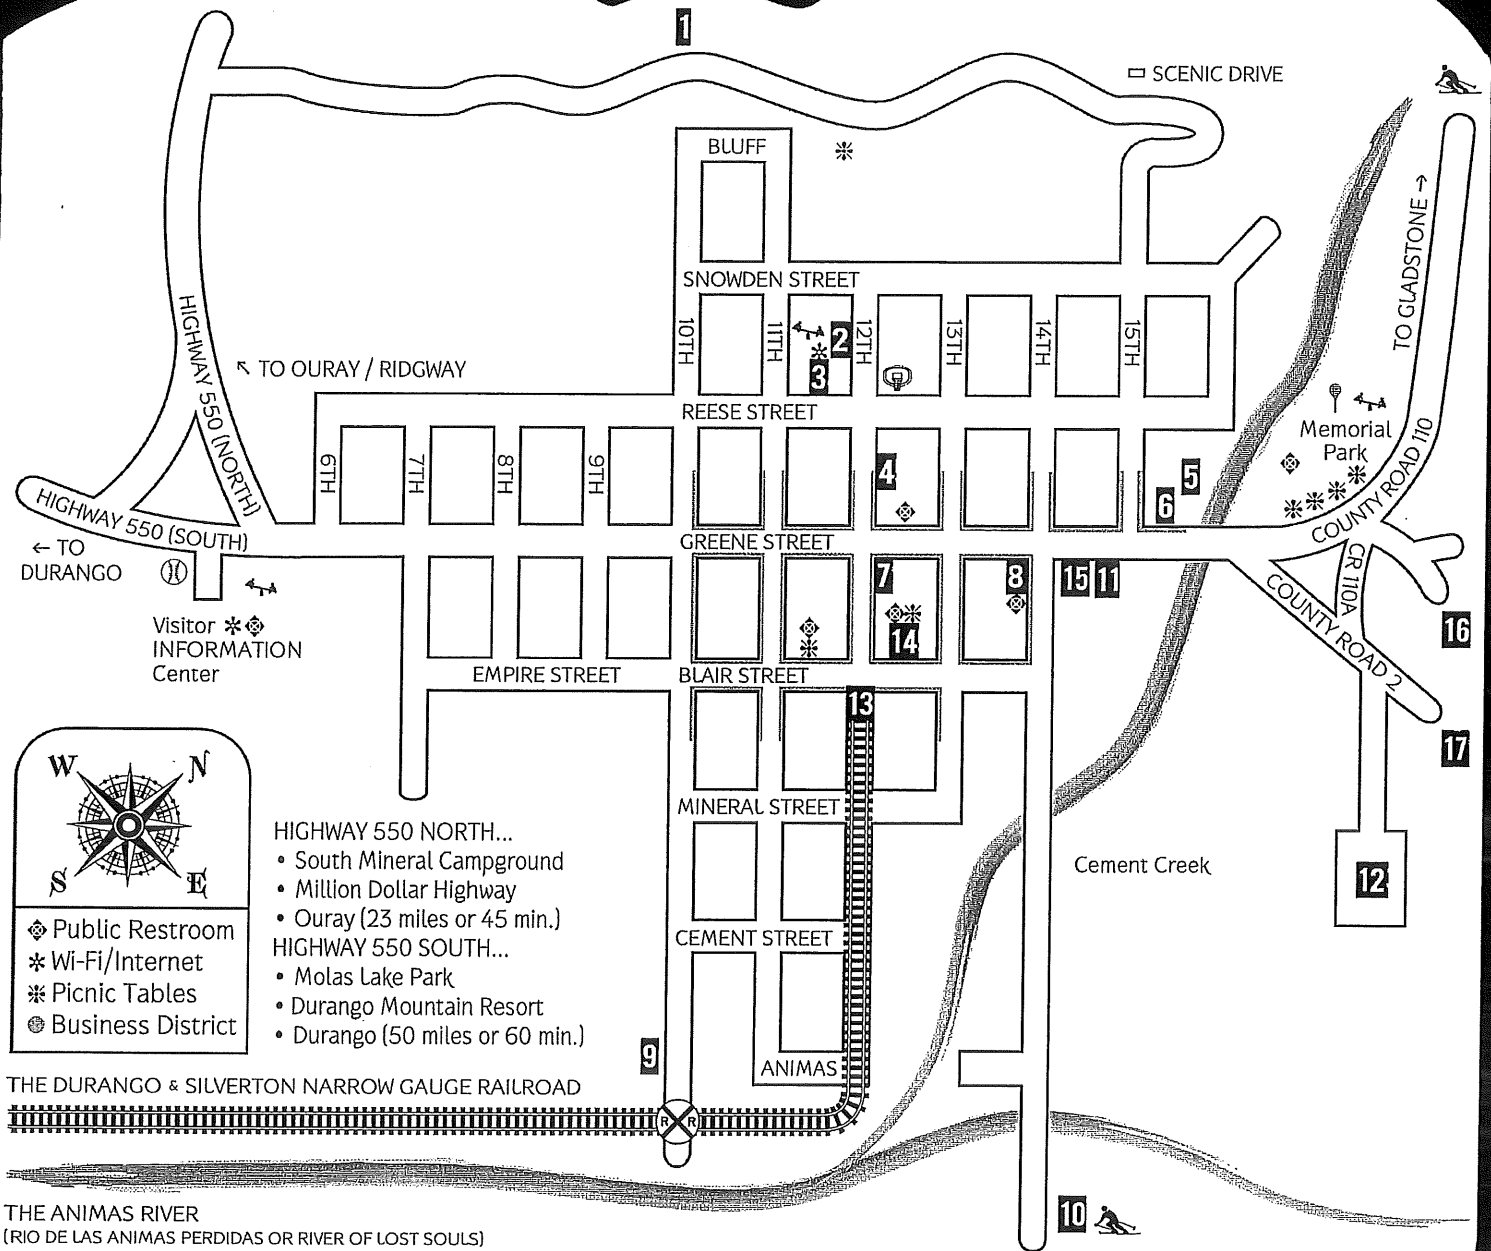 1
SCENIC DRIVE
BLUFF
TO GLADSTONE →
SNOWDEN STREET
10TH
11TH
12TH
13TH
14TH
15TH
2
3
HIGHWAY 550 (NORTH)
↖ TO OURAY / RIDGWAY
REESE STREET
Memorial
Park
6TH
7TH
8TH
9TH
4
5
6
COUNTY ROAD 110
HIGHWAY 550 (SOUTH)
GREENE STREET
← TO
DURANGO
7
8
15
11
CR 110A
COUNTY ROAD 2
16
Visitor
INFORMATION
Center
14
EMPIRE STREET
BLAIR STREET
13
17
W
N
S
E
MINERAL STREET
HIGHWAY 550 NORTH...
• South Mineral Campground
• Million Dollar Highway
• Ouray (23 miles or 45 min.)
HIGHWAY 550 SOUTH...
• Molas Lake Park
• Durango Mountain Resort
• Durango (50 miles or 60 min.)
Cement Creek
12
Public Restroom
Wi-Fi/Internet
Picnic Tables
Business District
CEMENT STREET
9
ANIMAS
THE DURANGO & SILVERTON NARROW GAUGE RAILROAD
R R
10
THE ANIMAS RIVER
(RIO DE LAS ANIMAS PERDIDAS OR RIVER OF LOST SOULS)